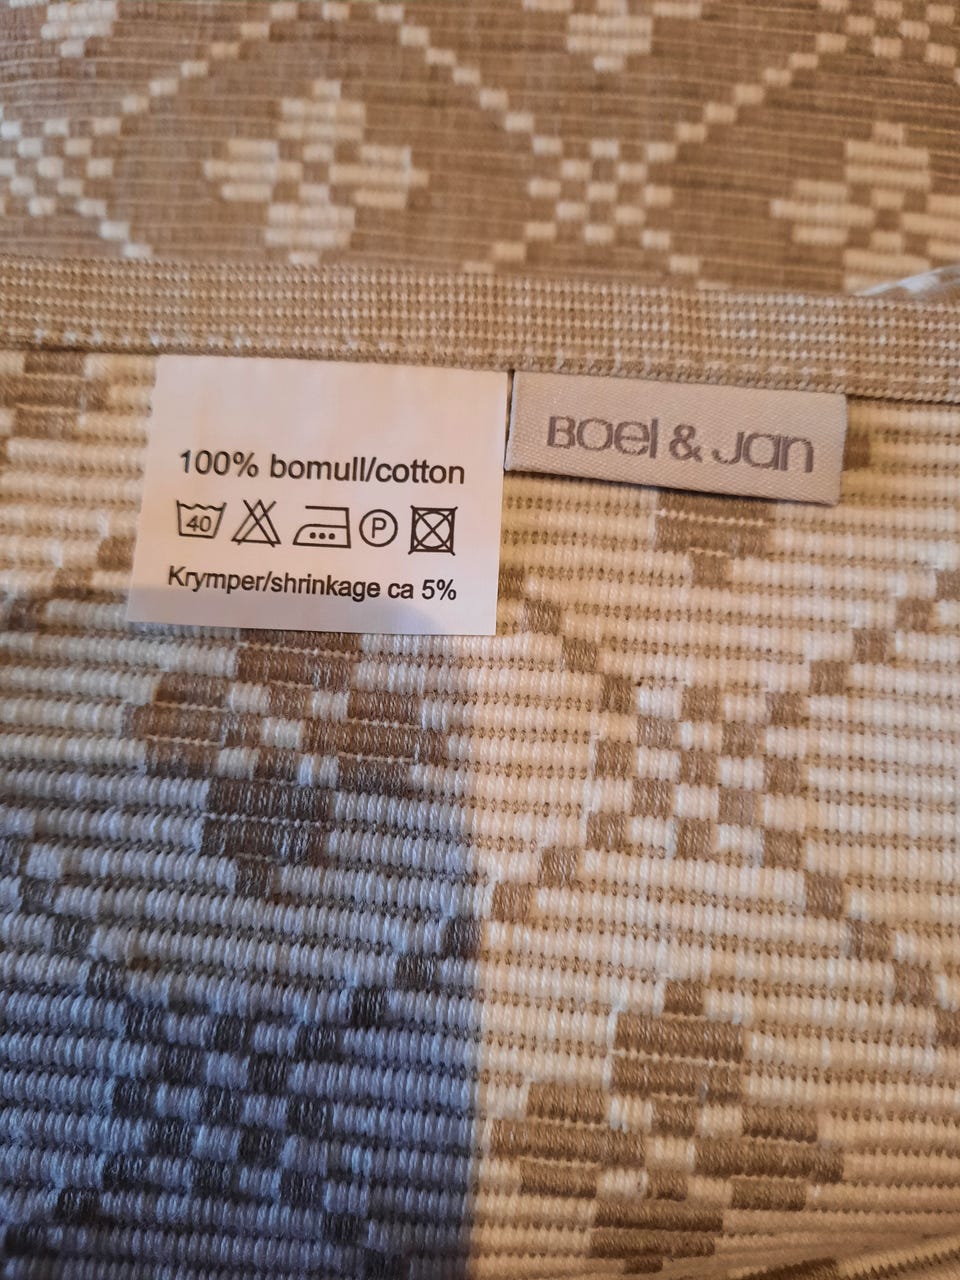 100% bomull/cotton
40 P
Krymper/shrinkage ca 5%
Boel & Jan